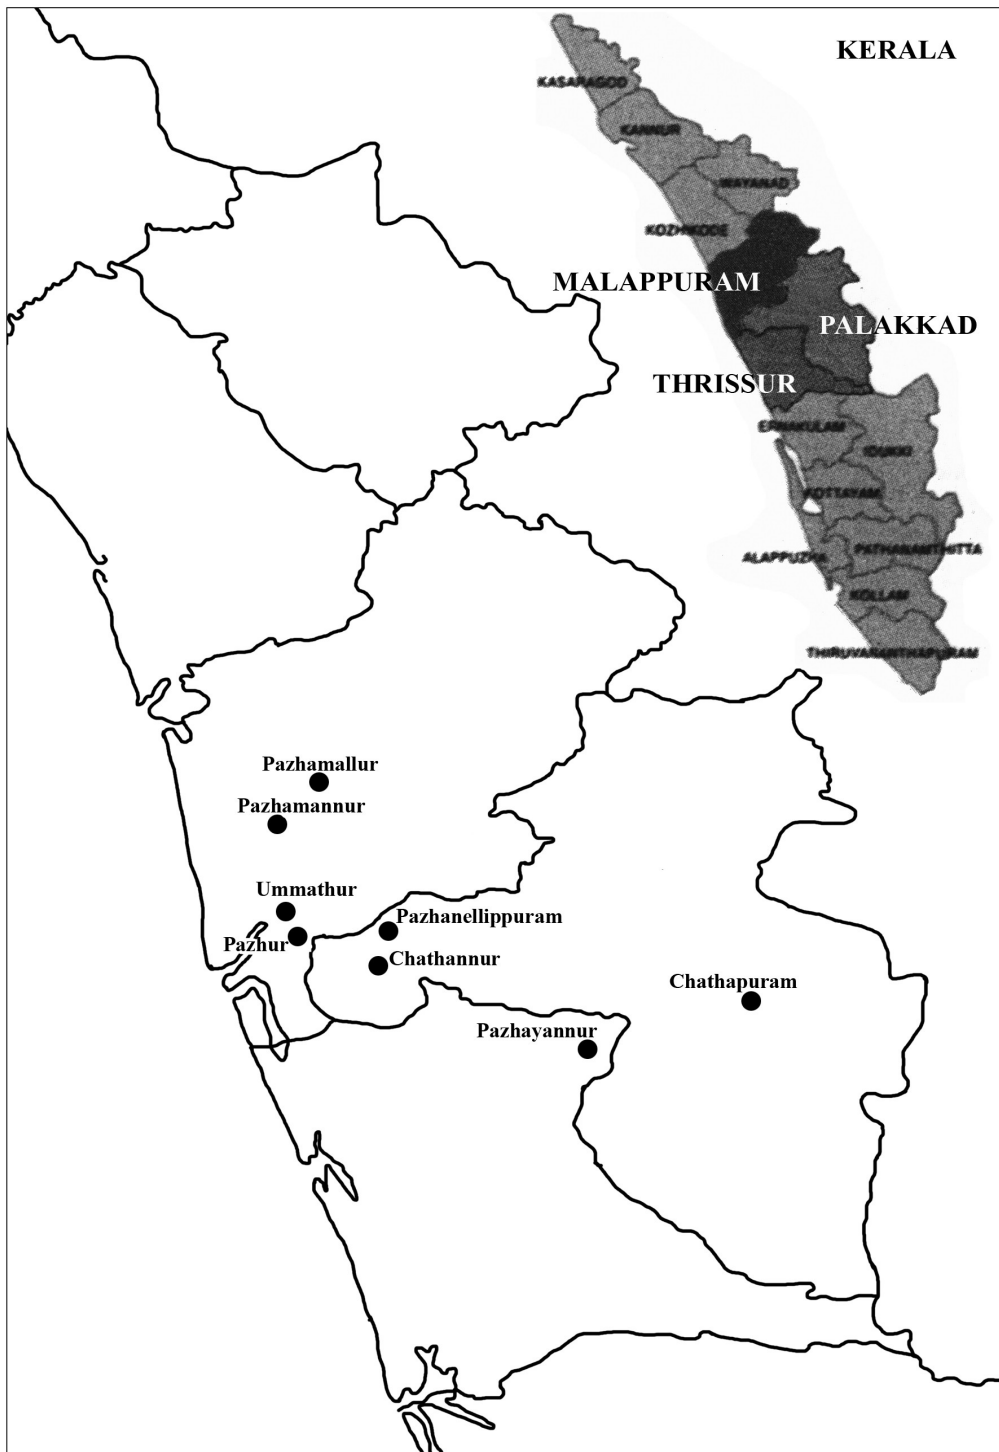 KERALA
KASARAGOD
KANNUR
WAYANAD
KOZHIKODE
MALAPPURAM
PALAKKAD
THRISSUR
ERNAKULAM
IDUKKI
KOTTAYAM
ALAPPUZHA
PATHANAMTHITTA
KOLLAM
THIRUVANANTHAPURAM
Pazhamallur
Pazhamannur
Ummathur
Pazhanellippuram
Pazhur
Chathannur
Chathapuram
Pazhayannur